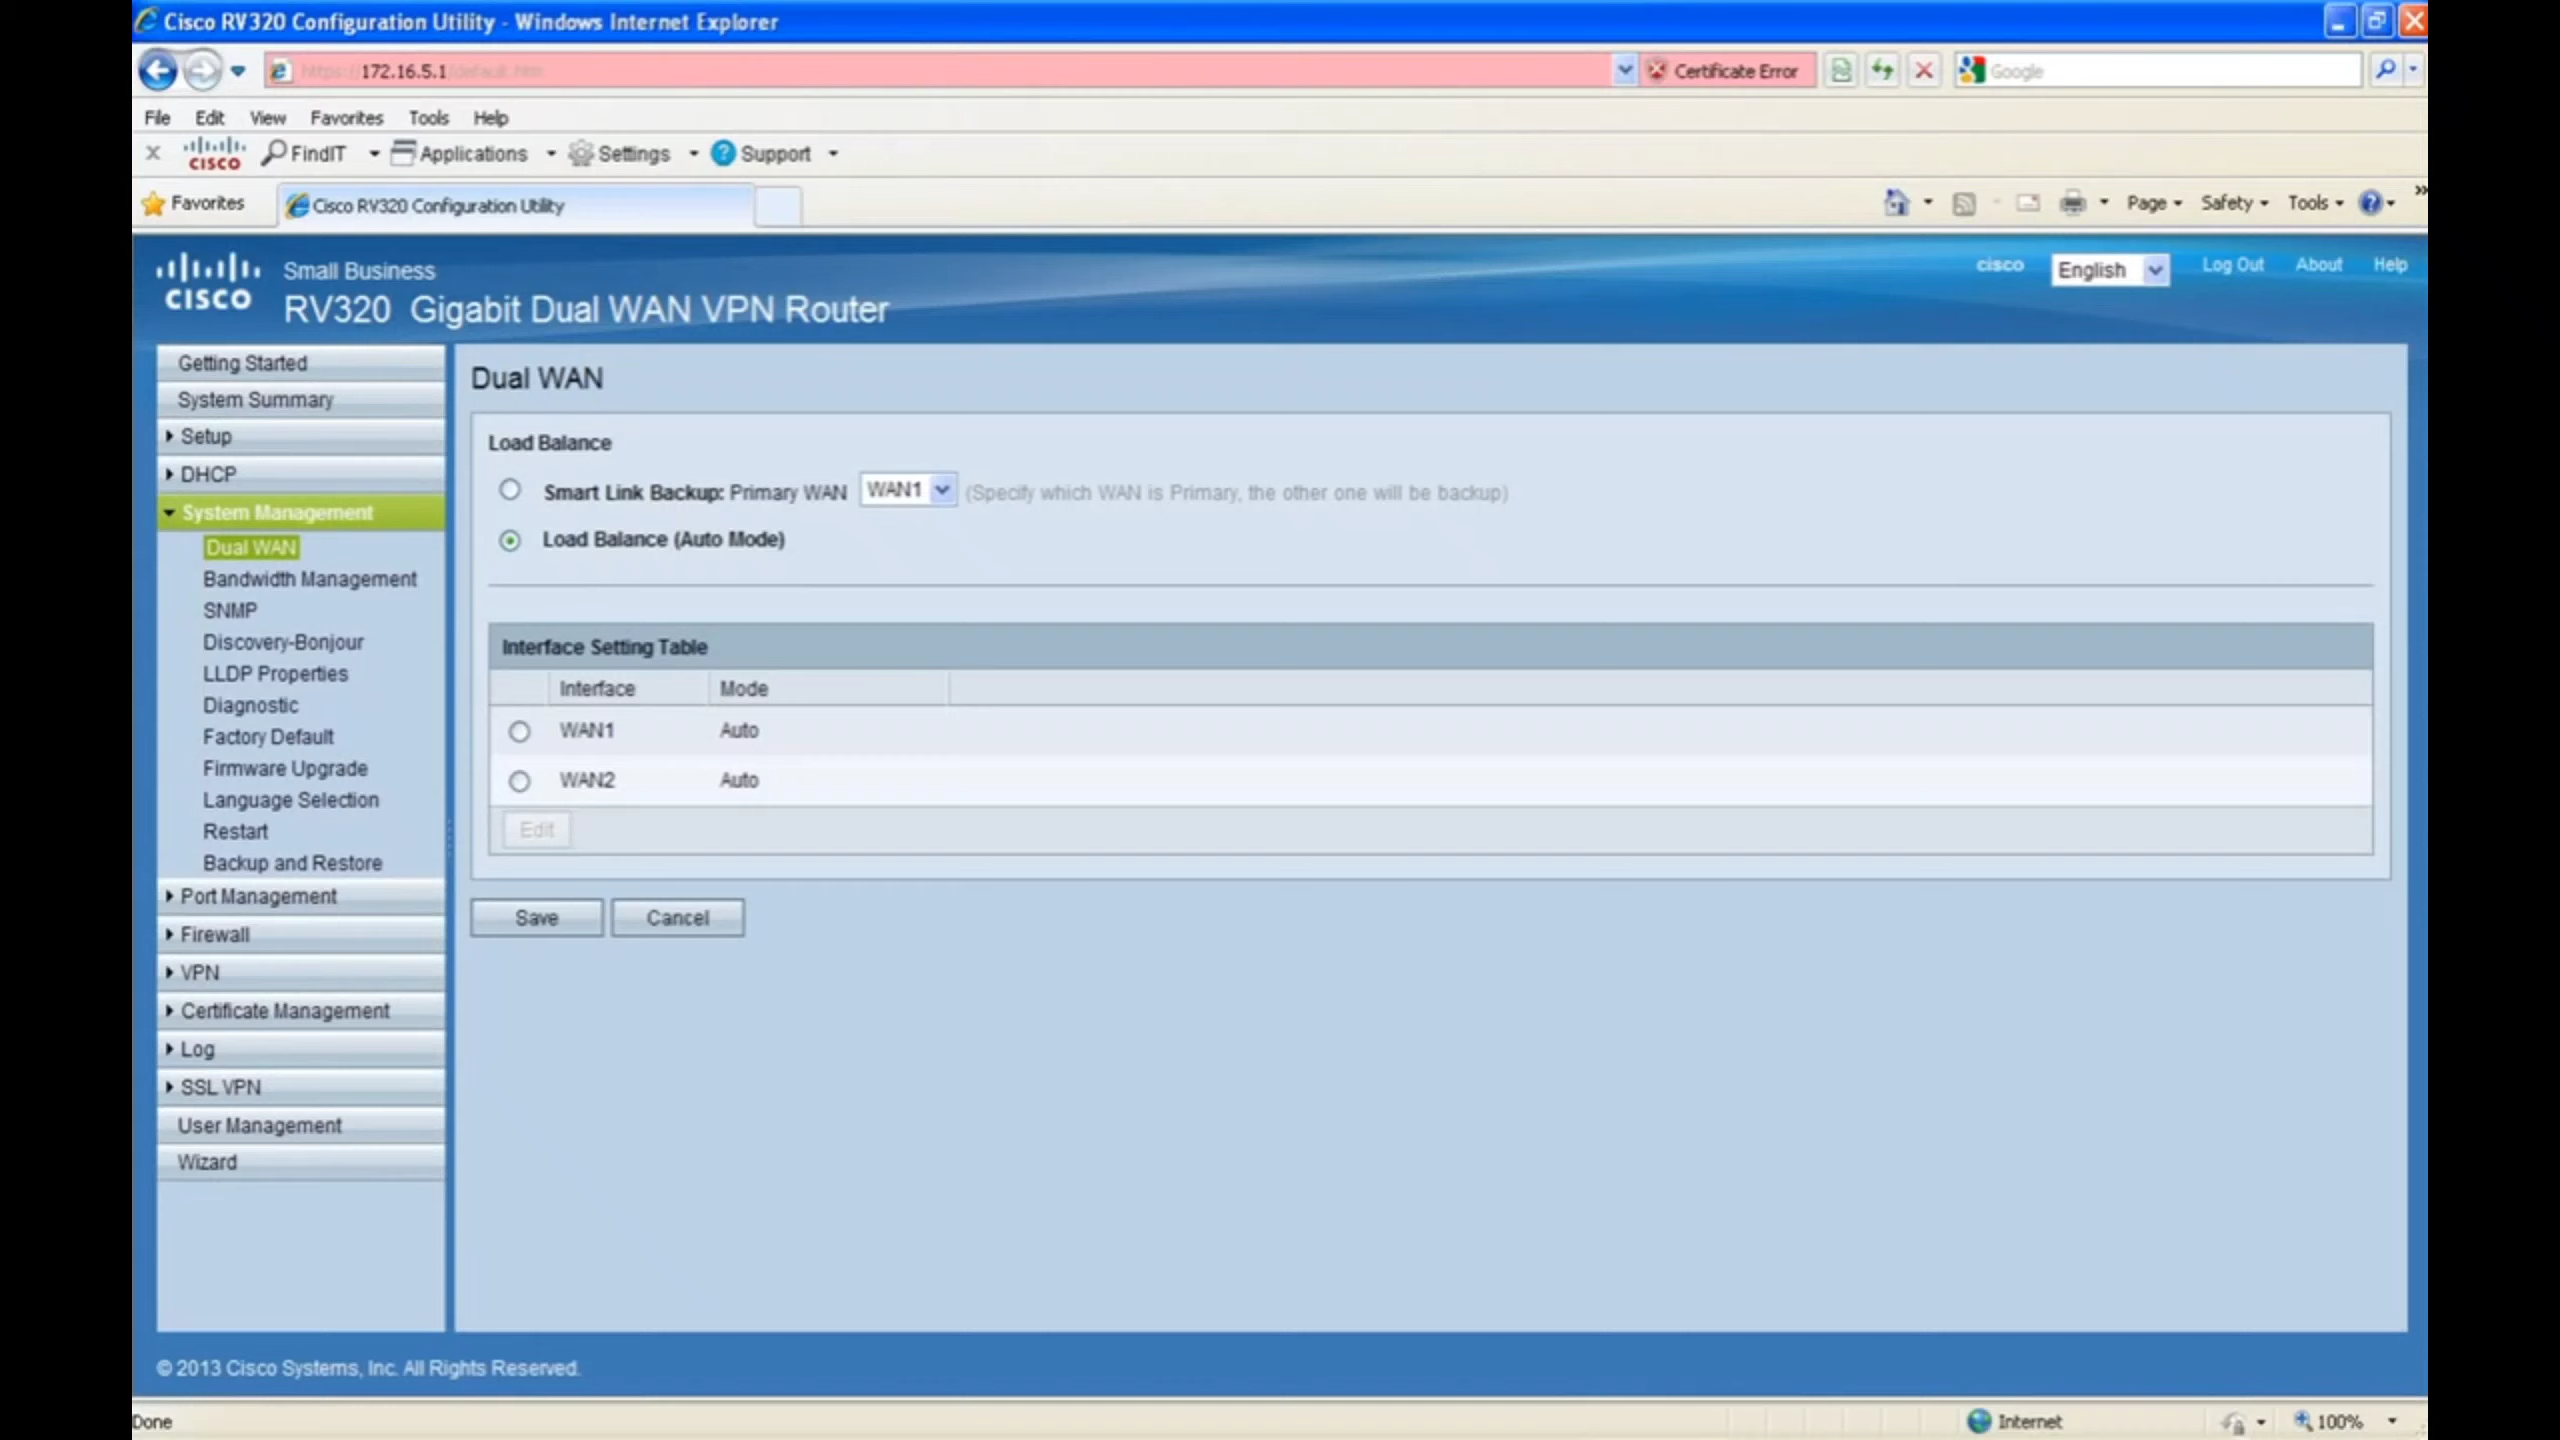 Cisco RV320 Configuration Utility - Windows Internet Explorer
https://172.16.5.1/default.htm
Certificate Error
Google
File Edit View Favorites Tools Help
x CISCO FindIT Applications Settings ? Support
Favorites Cisco RV320 Configuration Utility
Page Safety Tools ? »
CISCO Small Business
RV320 Gigabit Dual WAN VPN Router
cisco English Log Out About Help
Getting Started
System Summary
Setup
DHCP
System Management
Dual WAN
Bandwidth Management
SNMP
Discovery-Bonjour
LLDP Properties
Diagnostic
Factory Default
Firmware Upgrade
Language Selection
Restart
Backup and Restore
Port Management
Firewall
VPN
Certificate Management
Log
SSL VPN
User Management
Wizard
Dual WAN
Load Balance
Smart Link Backup: Primary WAN WAN1 (Specify which WAN is Primary, the other one will be backup)
Load Balance (Auto Mode)
Interface Setting Table
Interface Mode
WAN1 Auto
WAN2 Auto
Edit
Save Cancel
© 2013 Cisco Systems, Inc. All Rights Reserved.
Done Internet 100%